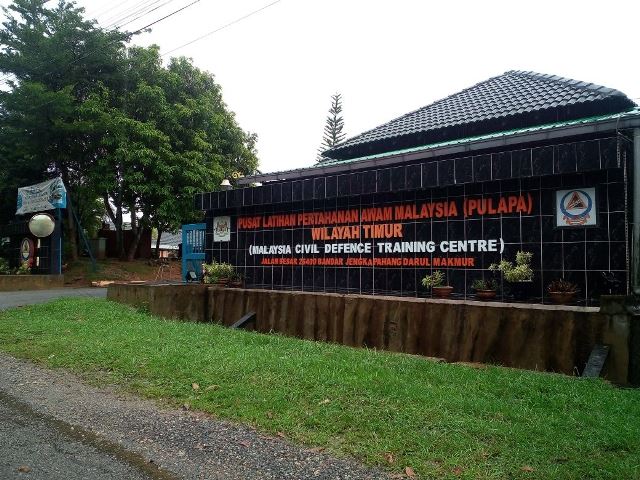 PUSAT LATIHAN PERTAHANAN AWAM MALAYSIA (PULAPA)
WILAYAH TIMUR
(MALAYSIA CIVIL DEFENCE TRAINING CENTRE)
JALAN BESAR 26400 BANDAR JENGKA PAHANG DARUL MAKMUR